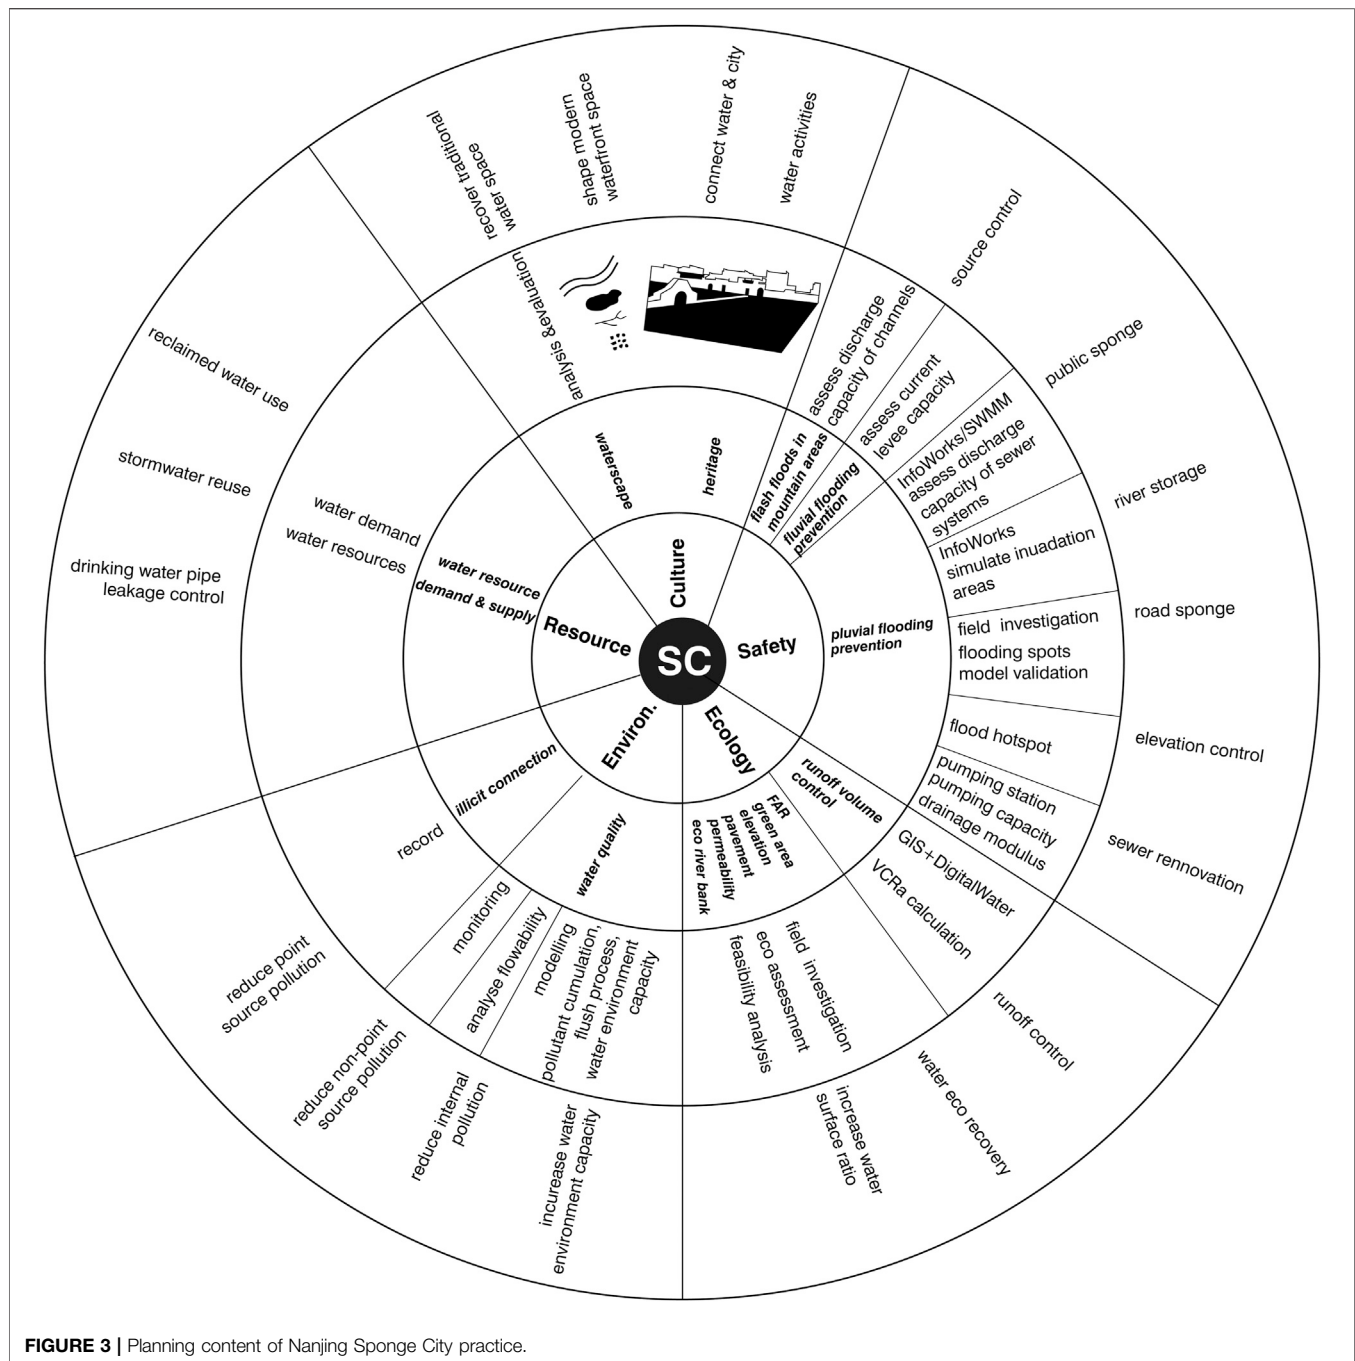 SC
Culture
waterscape
heritage
analysis &evaluation
recover traditional
water space
shape modern
waterfront space
connect water & city
water activities
Safety
flash floods in
mountain areas
fluvial flooding
prevention
pluvial flooding
prevention
assess discharge
capacity of channels
assess current
levee capacity
InfoWorks/SWMM
assess discharge
capacity of sewer
systems
InfoWorks
simulate inuadation
areas
field investigation
flooding spots
model validation
flood hotspot
pumping station
pumping capacity
drainage modulus
source control
public sponge
river storage
road sponge
elevation control
sewer rennovation
Ecology
runoff volume
control
FAR
green area
elevation
pavement
permeability
eco river bank
GIS+DigitalWater
VCRa calculation
field investigation
eco assessment
feasibility analysis
runoff control
water eco recovery
increase water
surface ratio
Environ.
illicit connection
water quality
record
monitoring
analyse flowability
modelling
pollutant cumulation,
flush process,
water environment
capacity
reduce point
source pollution
reduce non-point
source pollution
reduce internal
pollution
incurease water
environment capacity
Resource
water resource
demand & supply
water demand
water resources
reclaimed water use
stormwater reuse
drinking water pipe
leakage control
FIGURE 3 | Planning content of Nanjing Sponge City practice.